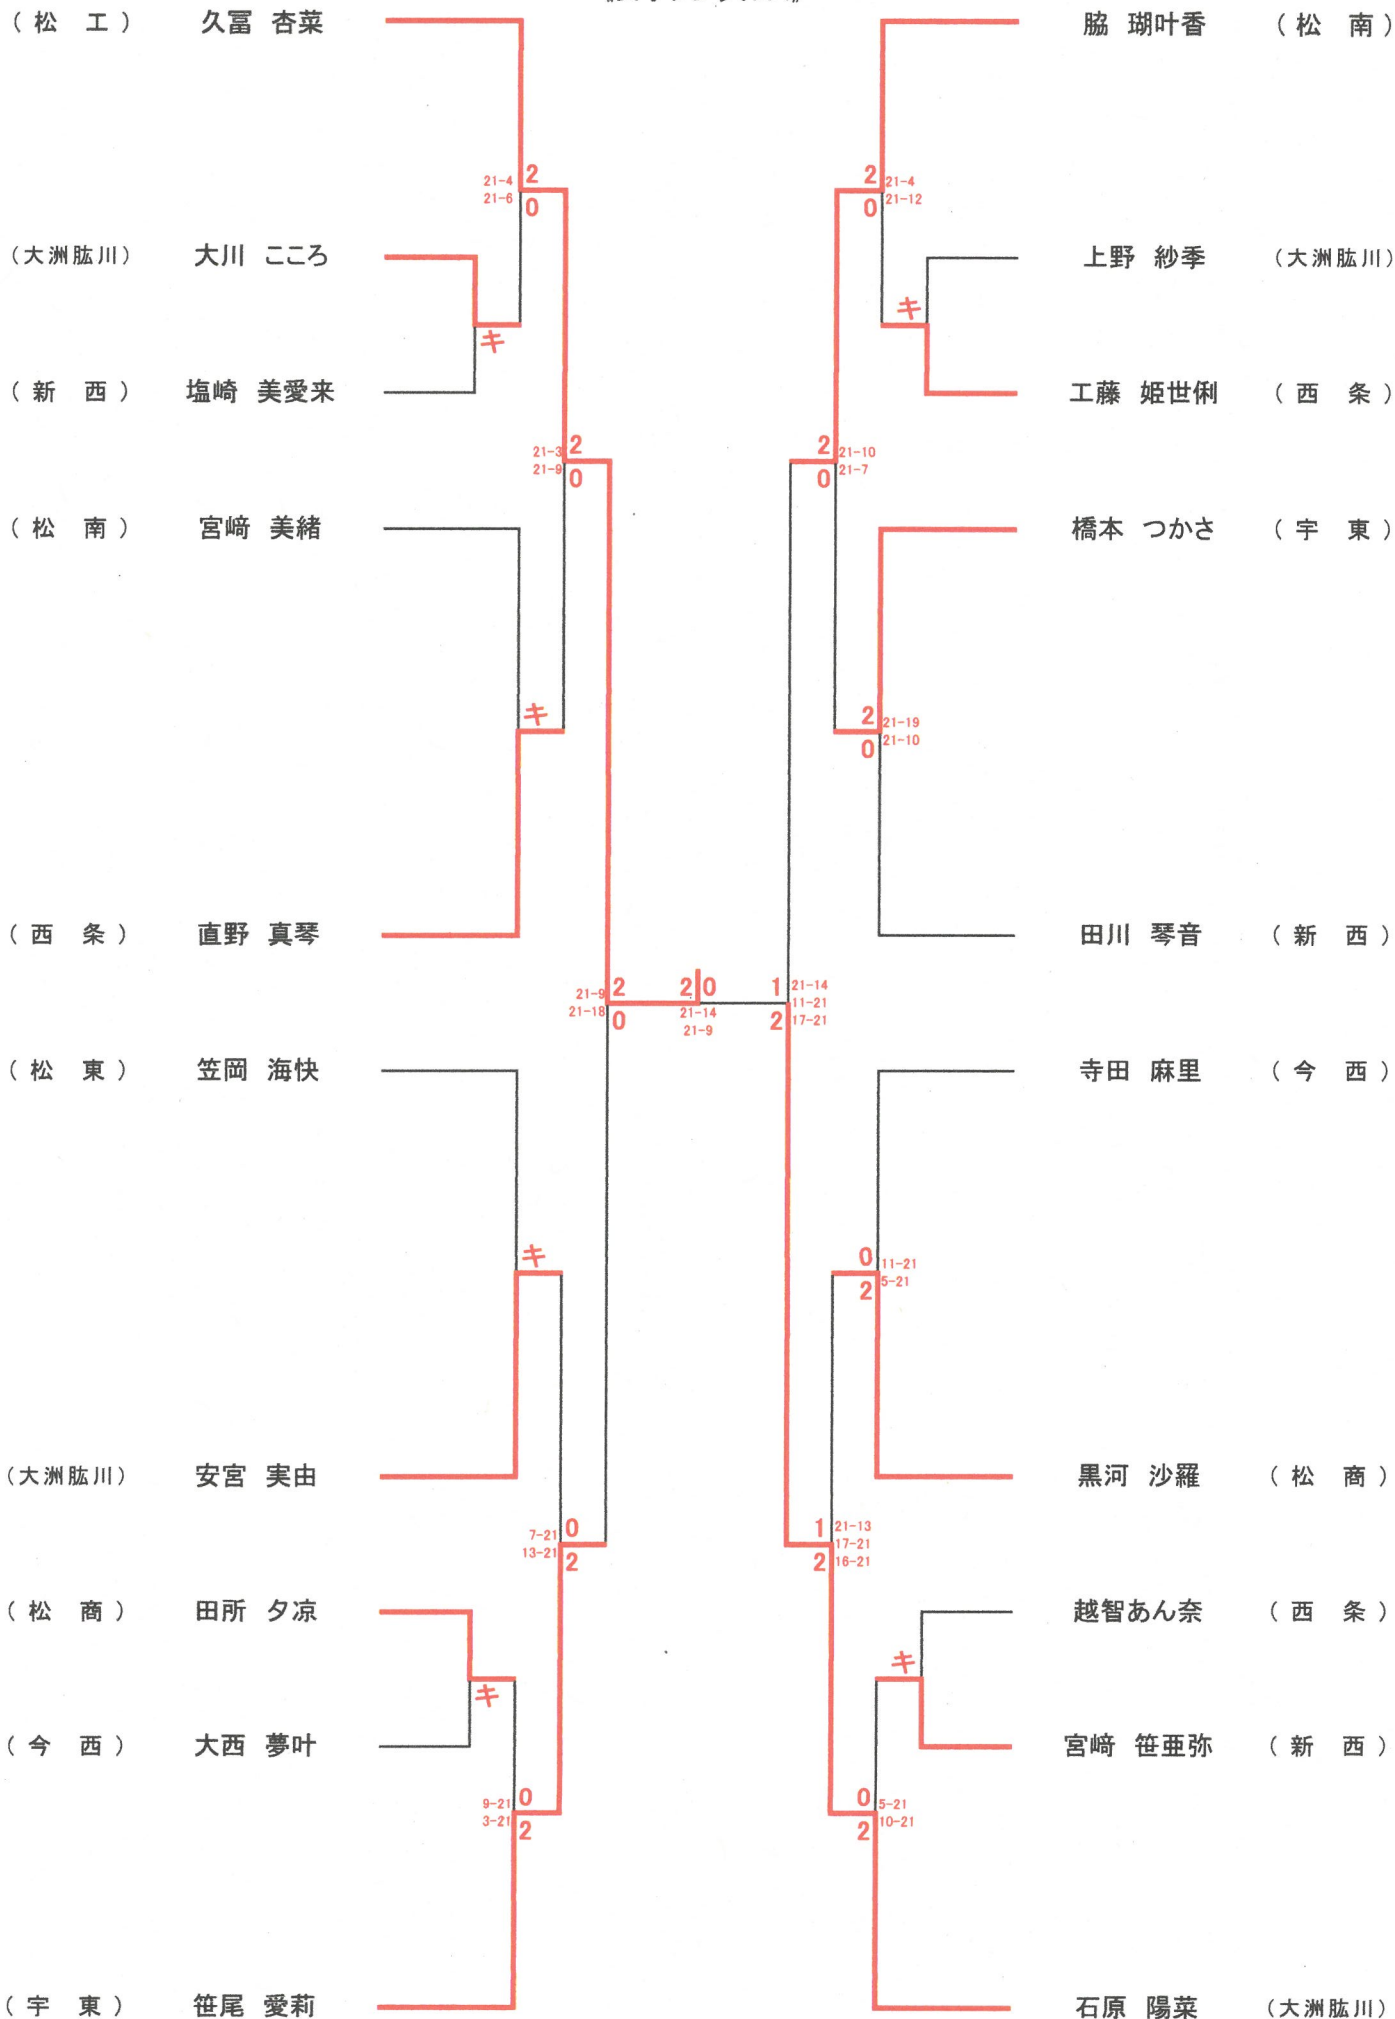 （松　工）　久冨 杏菜　脇 瑚叶香　（松　南）
21-4 2　2 21-4
21-6 0　0 21-12
（大洲肱川）　大川 こころ　上野 紗季　（大洲肱川）
キ　キ
（新　西）　塩崎 美愛来　工藤 姫世俐　（西　条）
21-3 2　2 21-10
21-9 0　0 21-7
（松　南）　宮﨑 美緒　橋本 つかさ　（宇　東）
キ　2 21-19
0 21-10
（西　条）　直野 真琴　田川 琴音　（新　西）
21-9 2　2 0　1 21-14
21-18 0　21-14　2 11-21
21-9　17-21
（松　東）　笠岡 海快　寺田 麻里　（今　西）
キ　0 11-21
2 5-21
（大洲肱川）　安宮 実由　黒河 沙羅　（松　商）
7-21 0　1 21-13
13-21 2　2 17-21
16-21
（松　商）　田所 夕凉　越智あん奈　（西　条）
キ　キ
（今　西）　大西 夢叶　宮﨑 笹亜弥　（新　西）
9-21 0　0 5-21
3-21 2　2 10-21
（宇　東）　笹尾 愛莉　石原 陽菜　（大洲肱川）